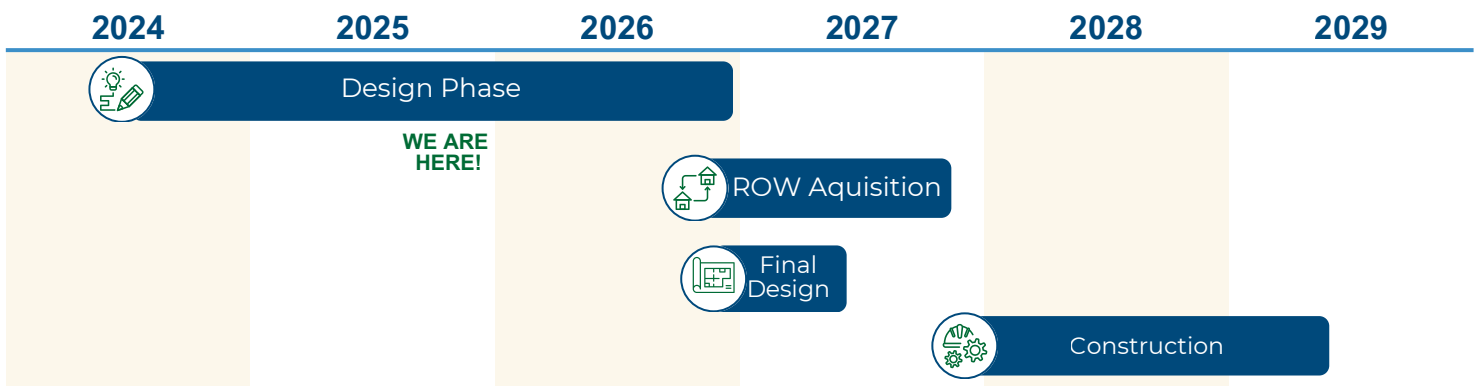 2024 2025 2026 2027 2028 2029
Design Phase
WE ARE
HERE!
ROW Aquisition
Final
Design
Construction